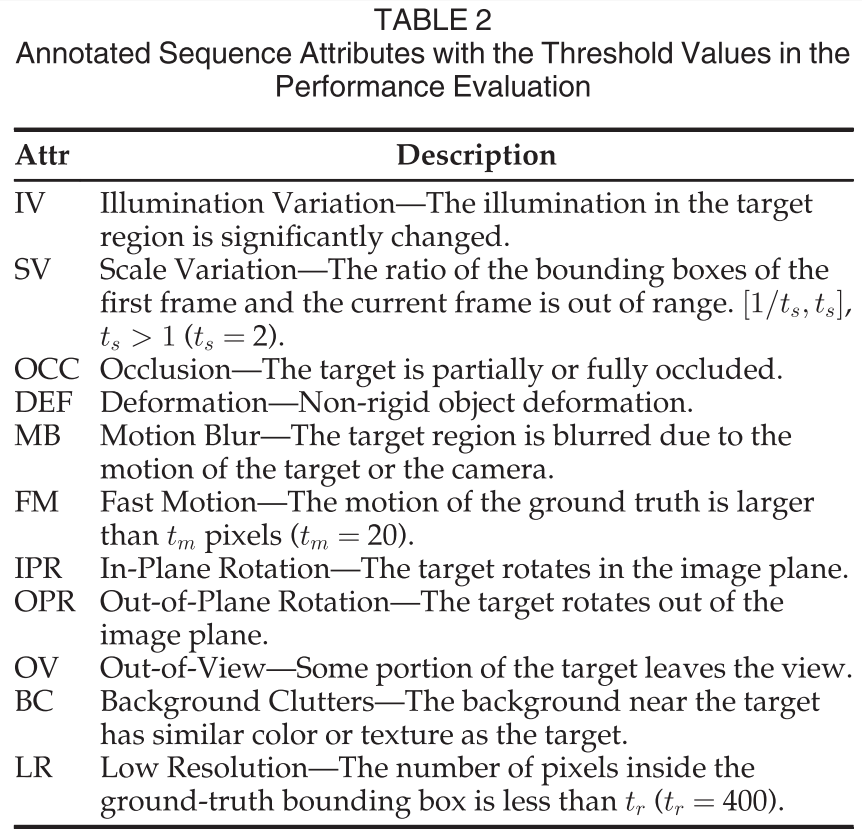 TABLE 2
Annotated Sequence Attributes with the Threshold Values in the
Performance Evaluation
Attr Description
IV Illumination Variation—The illumination in the target
region is significantly changed.
SV Scale Variation—The ratio of the bounding boxes of the
first frame and the current frame is out of range. [1/tₛ, tₛ],
tₛ > 1 (tₛ = 2).
OCC Occlusion—The target is partially or fully occluded.
DEF Deformation—Non-rigid object deformation.
MB Motion Blur—The target region is blurred due to the
motion of the target or the camera.
FM Fast Motion—The motion of the ground truth is larger
than tₘ pixels (tₘ = 20).
IPR In-Plane Rotation—The target rotates in the image plane.
OPR Out-of-Plane Rotation—The target rotates out of the
image plane.
OV Out-of-View—Some portion of the target leaves the view.
BC Background Clutters—The background near the target
has similar color or texture as the target.
LR Low Resolution—The number of pixels inside the
ground-truth bounding box is less than tᵣ (tᵣ = 400).